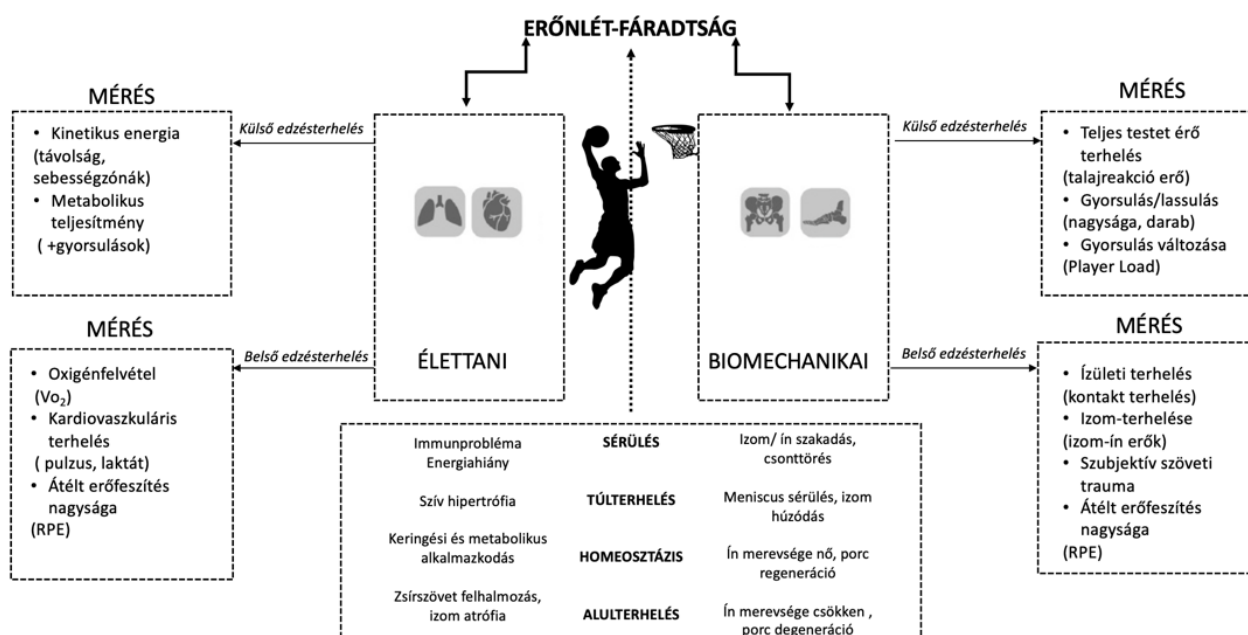 ERŐNLÉT-FÁRADTSÁG
MÉRÉS
• Kinetikus energia
(távolság,
sebességzónák)
• Metabolikus
teljesítmény
( +gyorsulások)
Külső edzésterhelés
MÉRÉS
• Oxigénfelvétel
(Vo₂)
• Kardiovaszkuláris
terhelés
( pulzus, laktát)
• Átélt erőfeszítés
nagysága
(RPE)
Belső edzésterhelés
ÉLETTANI
BIOMECHANIKAI
Külső edzésterhelés
MÉRÉS
• Teljes testet érő
terhelés
(talajreakció erő)
• Gyorsulás/lassulás
(nagysága, darab)
• Gyorsulás változása
(Player Load)
Belső edzésterhelés
MÉRÉS
• Ízületi terhelés
(kontakt terhelés)
• Izom-terhelése
(izom-ín erők)
• Szubjektív szöveti
trauma
• Átélt erőfeszítés
nagysága
(RPE)
Immunprobléma
Energiahiány
SÉRÜLÉS
Izom/ ín szakadás,
csonttörés
Szív hipertrófia
TÚLTERHELÉS
Meniscus sérülés, izom
húzódás
Keringési és metabolikus
alkalmazkodás
HOMEOSZTÁZIS
Ín merevsége nő, porc
regeneráció
Zsírszövet felhalmozás,
izom atrófia
ALULTERHELÉS
Ín merevsége csökken ,
porc degeneráció